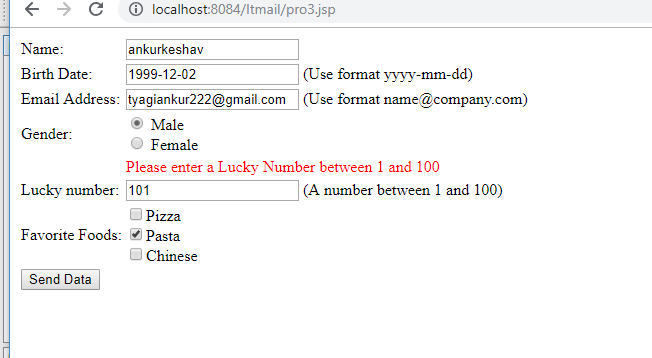 localhost:8084/ltmail/pro3.jsp
Name: ankurkeshav
Birth Date: 1999-12-02 (Use format yyyy-mm-dd)
Email Address: tyagiankur222@gmail.com (Use format name@company.com)
Gender: Male
Female
Please enter a Lucky Number between 1 and 100
Lucky number: 101 (A number between 1 and 100)
Pizza
Favorite Foods: Pasta
Chinese
Send Data